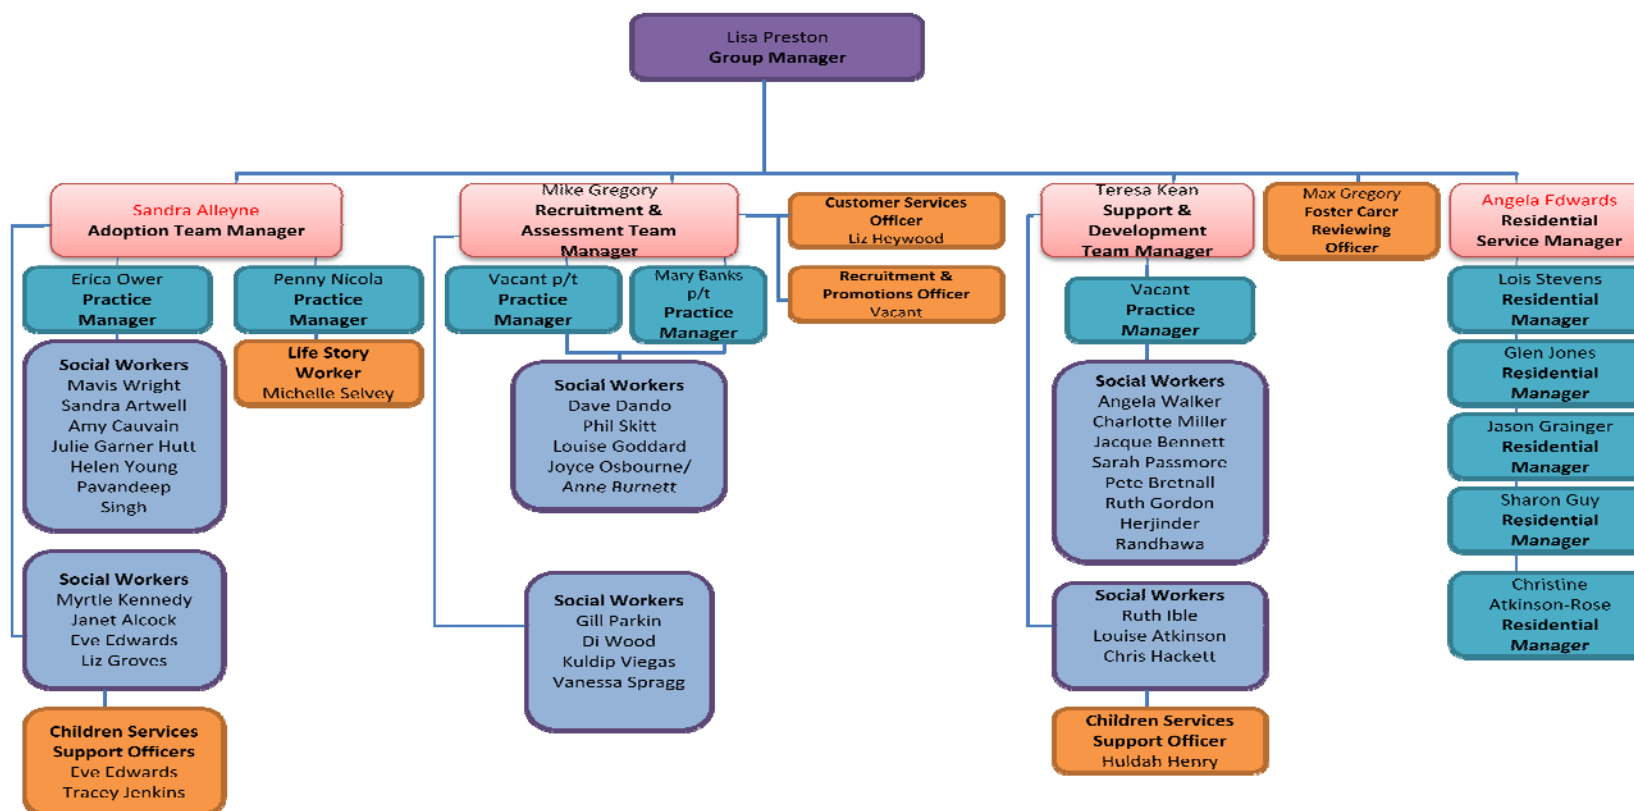 Lisa Preston
Group Manager
Sandra Alleyne
Adoption Team Manager
Erica Ower
Practice
Manager
Penny Nicola
Practice
Manager
Social Workers
Mavis Wright
Sandra Artwell
Amy Cauvain
Julie Garner Hutt
Helen Young
Pavandeep
Singh
Life Story
Worker
Michelle Selvey
Social Workers
Myrtle Kennedy
Janet Alcock
Eve Edwards
Liz Groves
Children Services
Support Officers
Eve Edwards
Tracey Jenkins
Mike Gregory
Recruitment &
Assessment Team
Manager
Customer Services
Officer
Liz Heywood
Recruitment &
Promotions Officer
Vacant
Vacant p/t
Practice
Manager
Mary Banks
p/t
Practice
Manager
Social Workers
Dave Dando
Phil Skitt
Louise Goddard
Joyce Osbourne/
Anne Burnett
Social Workers
Gill Parkin
Di Wood
Kuldip Viegas
Vanessa Spragg
Teresa Kean
Support &
Development
Team Manager
Vacant
Practice
Manager
Social Workers
Angela Walker
Charlotte Miller
Jacque Bennett
Sarah Passmore
Pete Bretnall
Ruth Gordon
Herjinder
Randhawa
Social Workers
Ruth Ible
Louise Atkinson
Chris Hackett
Children Services
Support Officer
Huldah Henry
Max Gregory
Foster Carer
Reviewing
Officer
Angela Edwards
Residential
Service Manager
Lois Stevens
Residential
Manager
Glen Jones
Residential
Manager
Jason Grainger
Residential
Manager
Sharon Guy
Residential
Manager
Christine
Atkinson-Rose
Residential
Manager